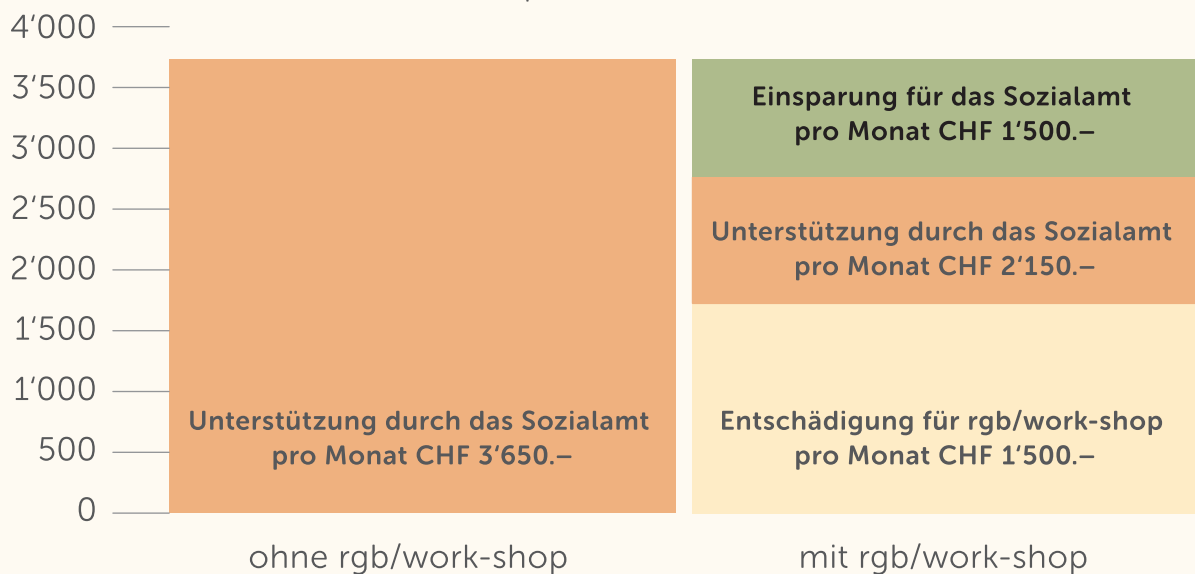 4‘000
3‘500
3‘000
2‘500
2‘000
1‘500
1‘000
500
0
Unterstützung durch das Sozialamt
pro Monat CHF 3‘650.–
ohne rgb/work-shop
Einsparung für das Sozialamt
pro Monat CHF 1‘500.–
Unterstützung durch das Sozialamt
pro Monat CHF 2‘150.–
Entschädigung für rgb/work-shop
pro Monat CHF 1‘500.–
mit rgb/work-shop